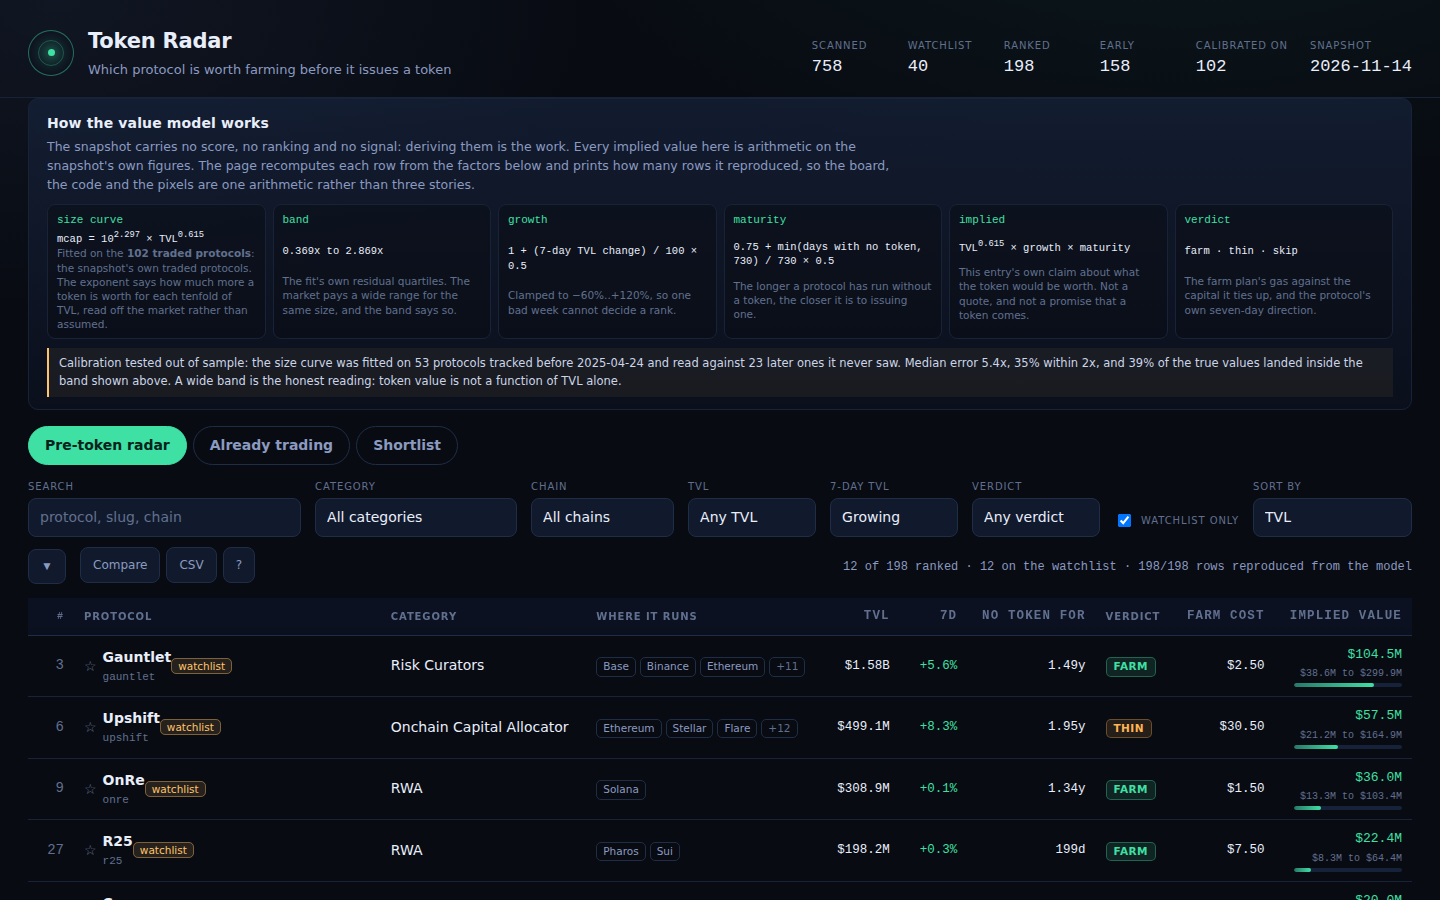 Token Radar
Which protocol is worth farming before it issues a token
SCANNED
758
WATCHLIST
40
RANKED
198
EARLY
158
CALIBRATED ON
102
SNAPSHOT
2026-11-14
How the value model works
The snapshot carries no score, no ranking and no signal: deriving them is the work. Every implied value here is arithmetic on the
snapshot's own figures. The page recomputes each row from the factors below and prints how many rows it reproduced, so the board,
the code and the pixels are one arithmetic rather than three stories.
size curve
mcap = 10^2.297 × TVL^0.615
Fitted on the 102 traded protocols:
the snapshot's own traded protocols.
The exponent says how much more a
token is worth for each tenfold of
TVL, read off the market rather than
assumed.
band
0.369x to 2.869x
The fit's own residual quartiles. The
market pays a wide range for the
same size, and the band says so.
growth
1 + (7-day TVL change) / 100 ×
0.5
Clamped to −60%..+120%, so one
bad week cannot decide a rank.
maturity
0.75 + min(days with no token,
730) / 730 × 0.5
The longer a protocol has run without
a token, the closer it is to issuing
one.
implied
TVL^0.615 × growth × maturity
This entry's own claim about what
the token would be worth. Not a
quote, and not a promise that a
token comes.
verdict
farm · thin · skip
The farm plan's gas against the
capital it ties up, and the protocol's
own seven-day direction.
Calibration tested out of sample: the size curve was fitted on 53 protocols tracked before 2025-04-24 and read against 23 later ones it never saw. Median error 5.4x, 35% within 2x, and 39% of the true values landed inside the
band shown above. A wide band is the honest reading: token value is not a function of TVL alone.
Pre-token radar
Already trading
Shortlist
SEARCH
protocol, slug, chain
CATEGORY
All categories
CHAIN
All chains
TVL
Any TVL
7-DAY TVL
Growing
VERDICT
Any verdict
WATCHLIST ONLY
SORT BY
TVL
▼
Compare
CSV
?
12 of 198 ranked · 12 on the watchlist · 198/198 rows reproduced from the model
# PROTOCOL CATEGORY WHERE IT RUNS TVL 7D NO TOKEN FOR VERDICT FARM COST IMPLIED VALUE
3 ☆ Gauntlet watchlist Risk Curators Base Binance Ethereum +11 $1.58B +5.6% 1.49y FARM $2.50 $104.5M
gauntlet $38.6M to $299.9M
6 ☆ Upshift watchlist Onchain Capital Allocator Ethereum Stellar Flare +12 $499.1M +8.3% 1.95y THIN $30.50 $57.5M
upshift $21.2M to $164.9M
9 ☆ OnRe watchlist RWA Solana $308.9M +0.1% 1.34y FARM $1.50 $36.0M
onre $13.3M to $103.4M
27 ☆ R25 watchlist RWA Pharos Sui $198.2M +0.3% 199d FARM $7.50 $22.4M
r25 $8.3M to $64.4M